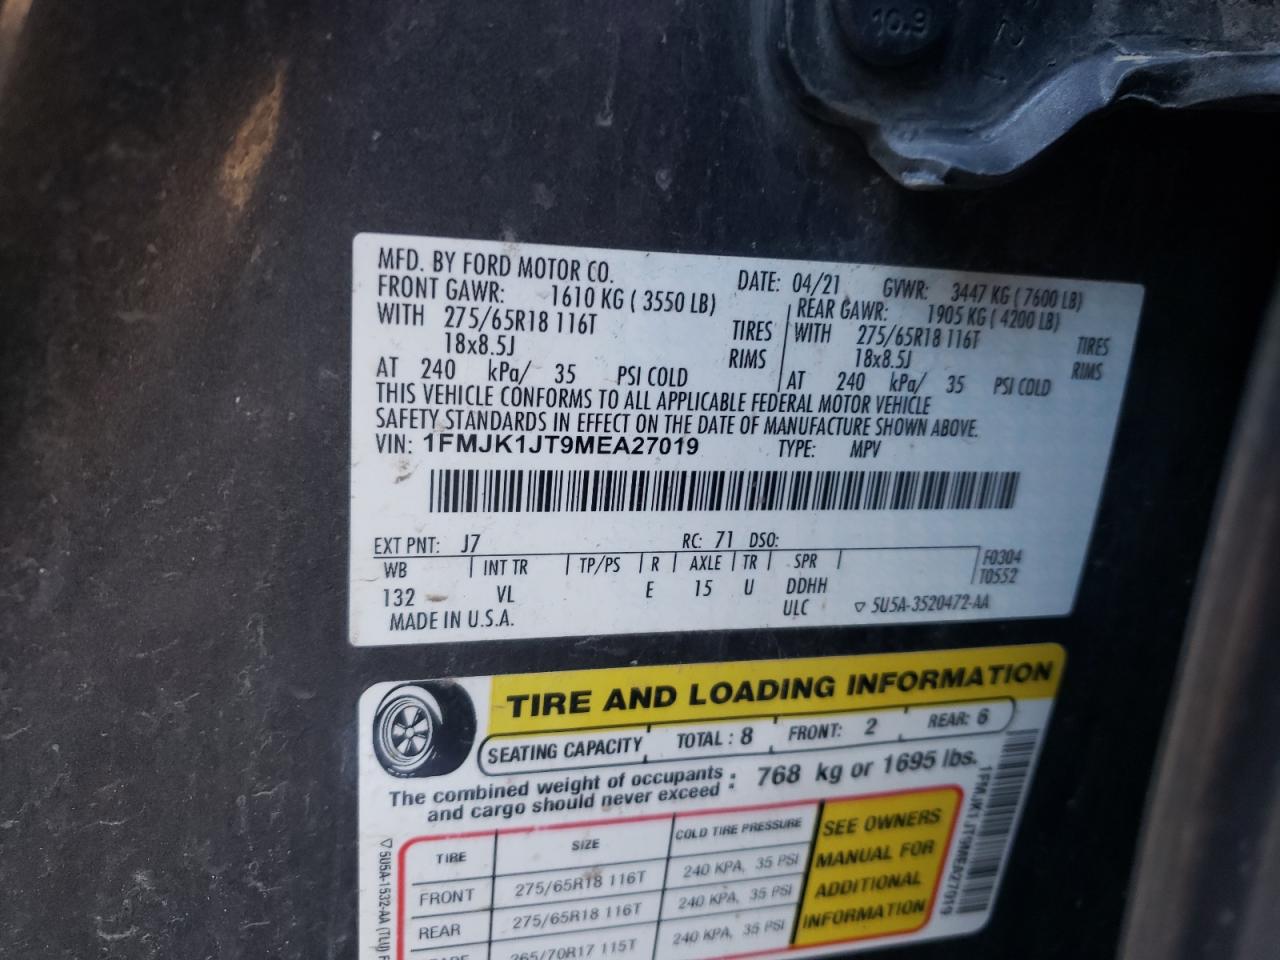 10.9
MFD. BY FORD MOTOR CO. DATE: 04/21 GVWR: 3447 KG ( 7600 LB)
FRONT GAWR: 1610 KG ( 3550 LB) REAR GAWR: 1905 KG ( 4200 LB)
WITH 275/65R18 116T TIRES WITH 275/65R18 116T TIRES
18x8.5J RIMS 18x8.5J RIMS
AT 240 kPa/ 35 PSI COLD AT 240 kPa/ 35 PSI COLD
THIS VEHICLE CONFORMS TO ALL APPLICABLE FEDERAL MOTOR VEHICLE
SAFETY STANDARDS IN EFFECT ON THE DATE OF MANUFACTURE SHOWN ABOVE.
VIN: 1FMJK1JT9MEA27019 TYPE: MPV
EXT PNT: J7 RC: 71 DSO:
WB INT TR TP/PS R AXLE TR SPR F0304
132 VL E 15 U DDHH T0552
MADE IN U.S.A. ULC ▽ 5U5A-3520472-AA
TIRE AND LOADING INFORMATION
SEATING CAPACITY TOTAL : 8 FRONT: 2 REAR: 6
The combined weight of occupants : 768 kg or 1695 lbs.
and cargo should never exceed :
TIRE SIZE COLD TIRE PRESSURE
FRONT 275/65R18 116T 240 KPA, 35 PSI
REAR 275/65R18 116T 240 KPA, 35 PSI
265/70R17 115T 240 KPA, 35 PSI
SEE OWNERS
MANUAL FOR
ADDITIONAL
INFORMATION
1FMJK1JT9MEA27019
▽ 5U5A-1532-AA (TLU)